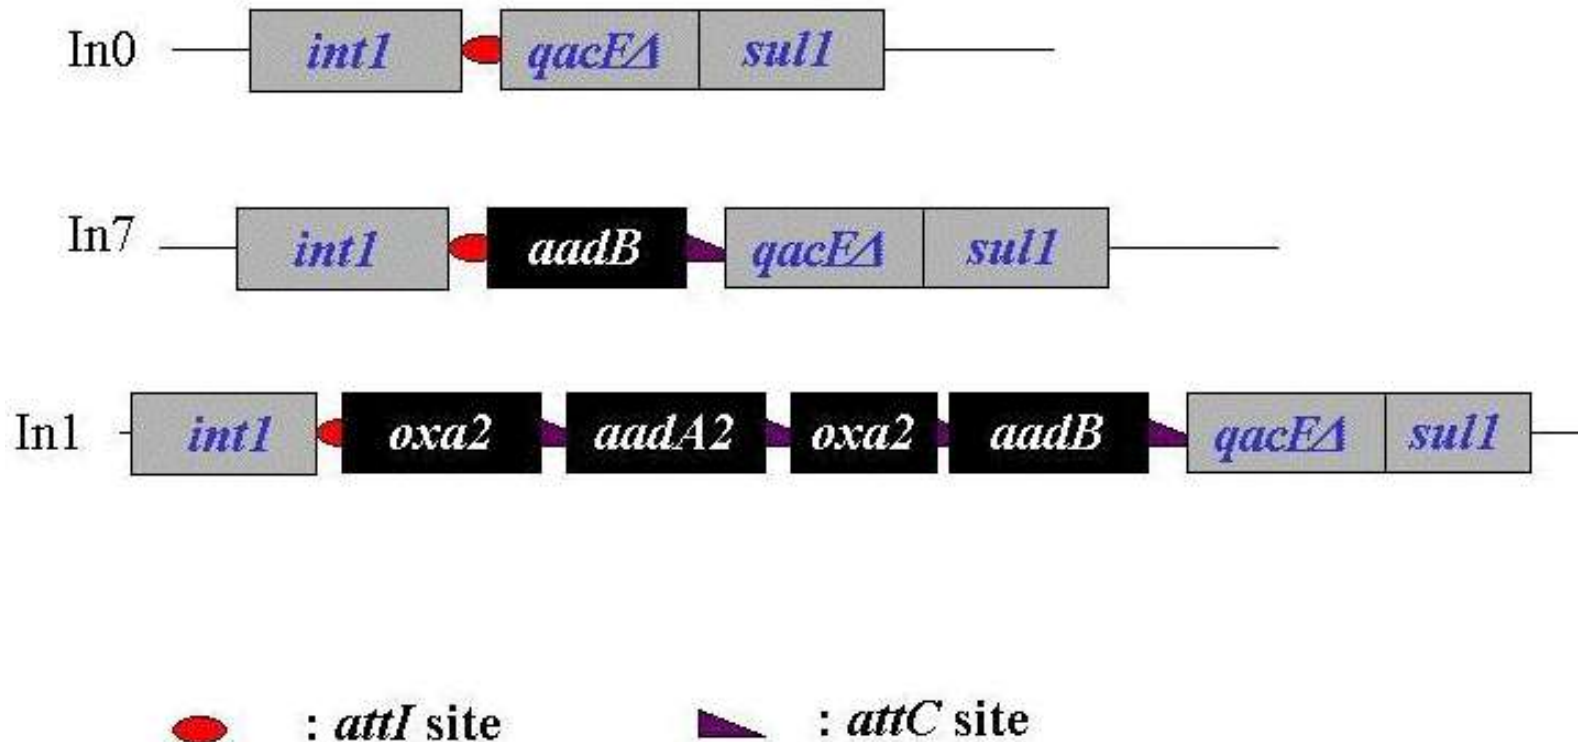 In0 int1 qacEΔ sul1
In7 int1 aadB qacEΔ sul1
In1 int1 oxa2 aadA2 oxa2 aadB qacEΔ sul1
: attI site : attC site